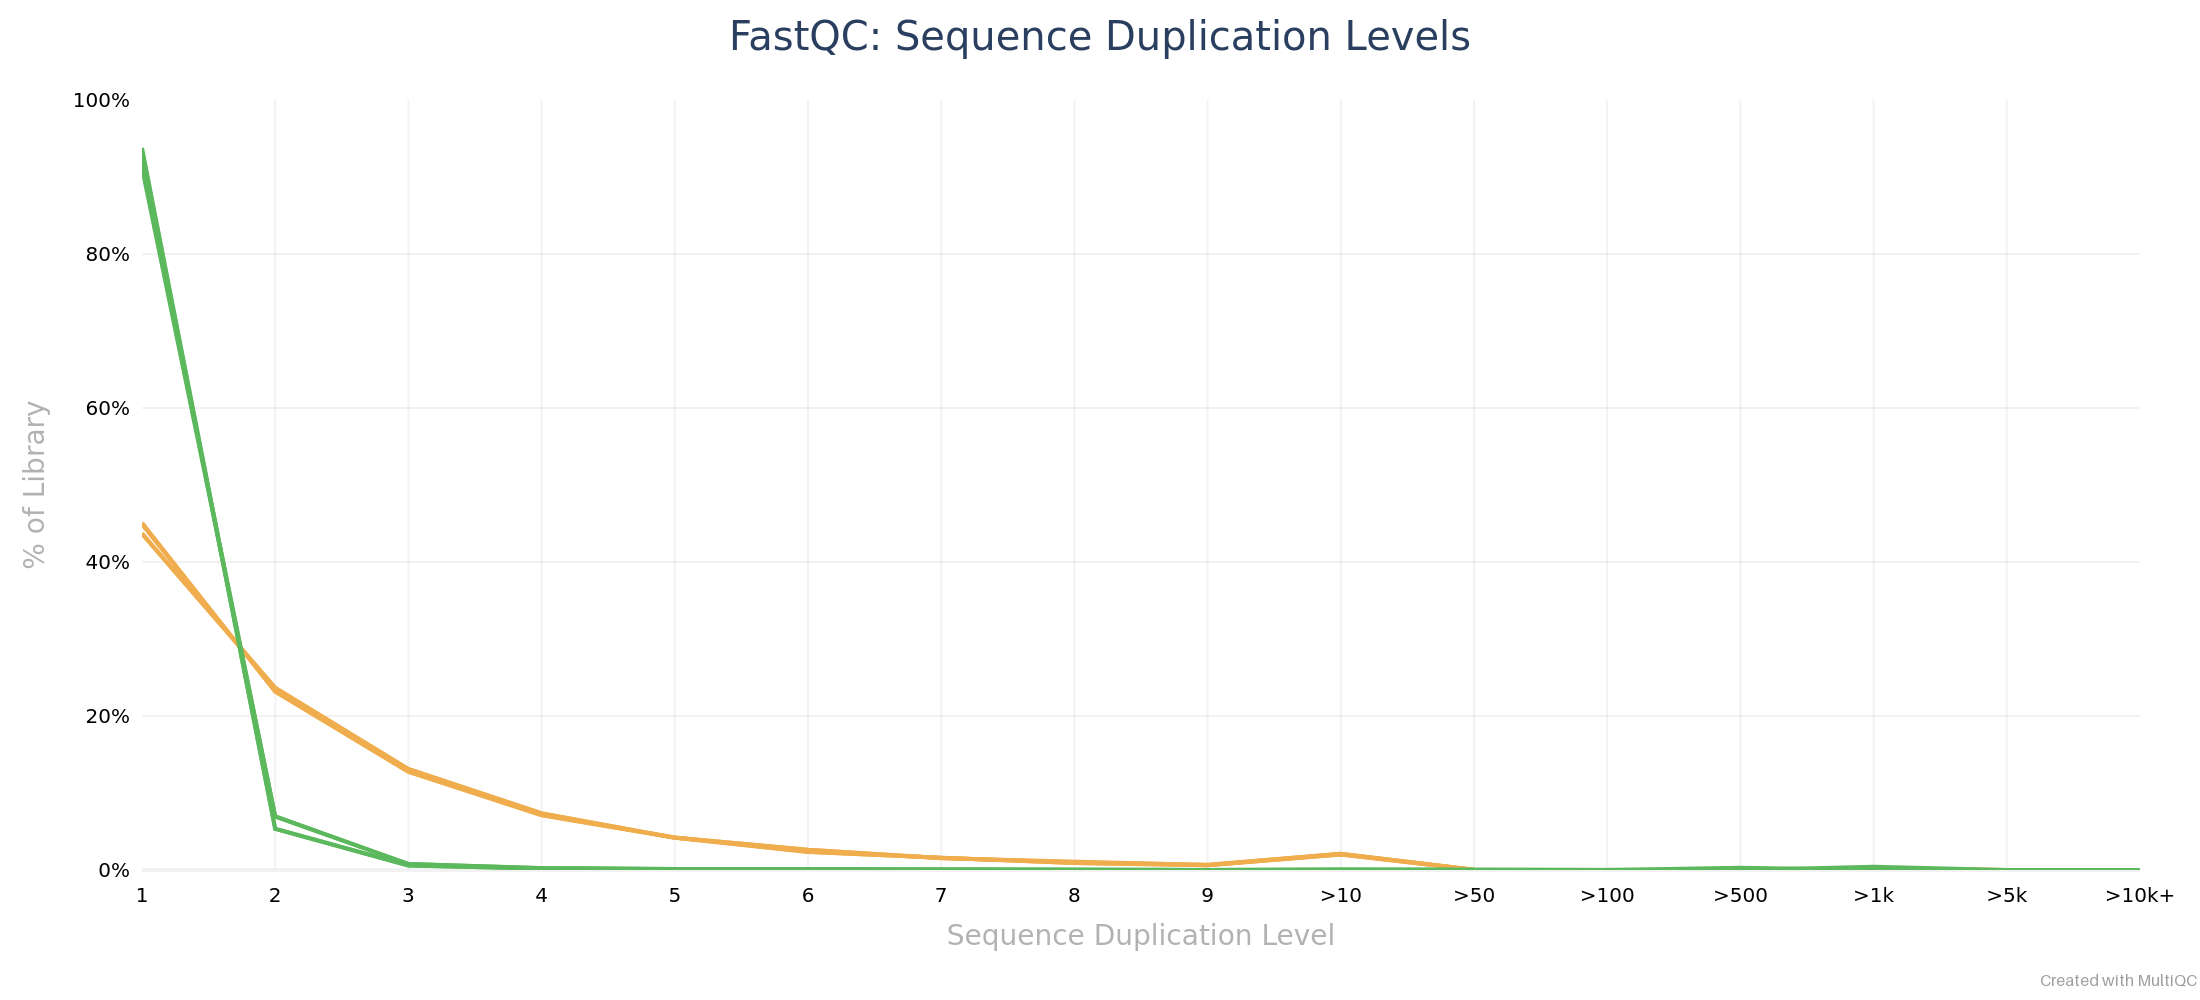 FastQC: Sequence Duplication Levels
100%
80%
60%
40%
20%
0%
% of Library
1 2 3 4 5 6 7 8 9 >10 >50 >100 >500 >1k >5k >10k+
Sequence Duplication Level
Created with MultiQC